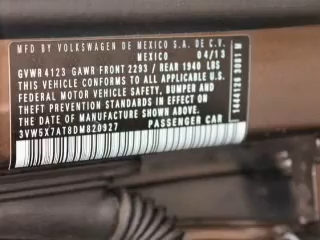 MFD BY VOLKSWAGEN DE MEXICO S.A. DE C.V.
MEXICO 04/13
GVWR 4123 GAWR FRONT 2293 / REAR 1940 LBS
THIS VEHICLE CONFORMS TO ALL APPLICABLE U.S.
FEDERAL MOTOR VEHICLE SAFETY, BUMPER AND
THEFT PREVENTION STANDARDS IN EFFECT ON
THE DATE OF MANUFACTURE SHOWN ABOVE.
3VW5X7AT8DM820927 PASSENGER CAR